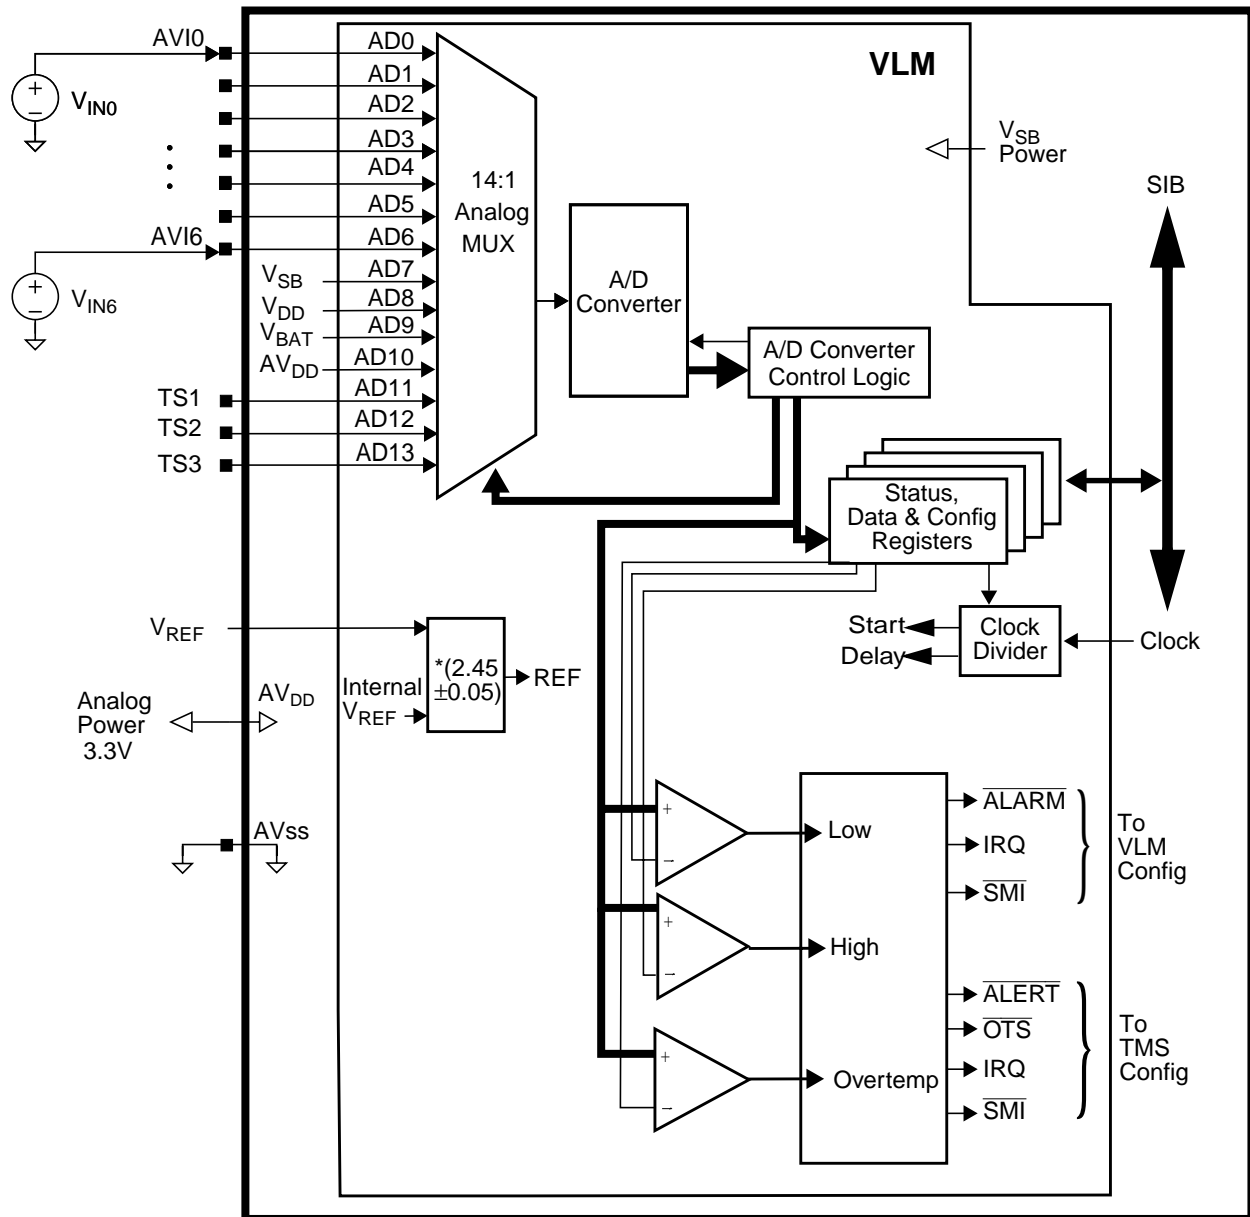 AVI0
AD0
VLM
AD1
VIN0
AD2
AD3
AD4
AD5
AVI6
AD6
14:1
Analog
MUX
VSB
Power
SIB
VIN6
VSB
AD7
VDD
AD8
VBAT
AD9
AVDD
AD10
TS1
AD11
TS2
AD12
TS3
AD13
A/D
Converter
A/D Converter
Control Logic
Status,
Data & Config
Registers
VREF
Internal
VREF
*(2.45
±0.05)
REF
Start
Delay
Clock
Divider
Clock
Analog
Power
3.3V
AVDD
AVss
+
−
Low
+
−
High
+
−
Overtemp
ALARM
IRQ
SMI
To
VLM
Config
ALERT
OTS
IRQ
SMI
To
TMS
Config